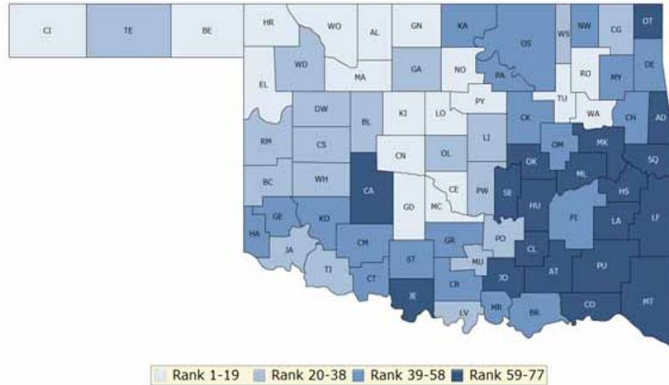 HR WO AL GN KA OS WS NW CG OT
CI TE BE
WD MA GA NO PA RO MY DE
EL
DW BL KI LO PY TU WA
CK CH AD
RM CS CN OL LI OM MK
OK SQ
BC WH CA CE PW SE ML HS
GD MC HU
HA GE KO PI LA LF
CM GR PO
JA ST MU CL
TI CT CR JO AT PU
JE LV MR BK CO MT
Rank 1-19 Rank 20-38 Rank 39-58 Rank 59-77